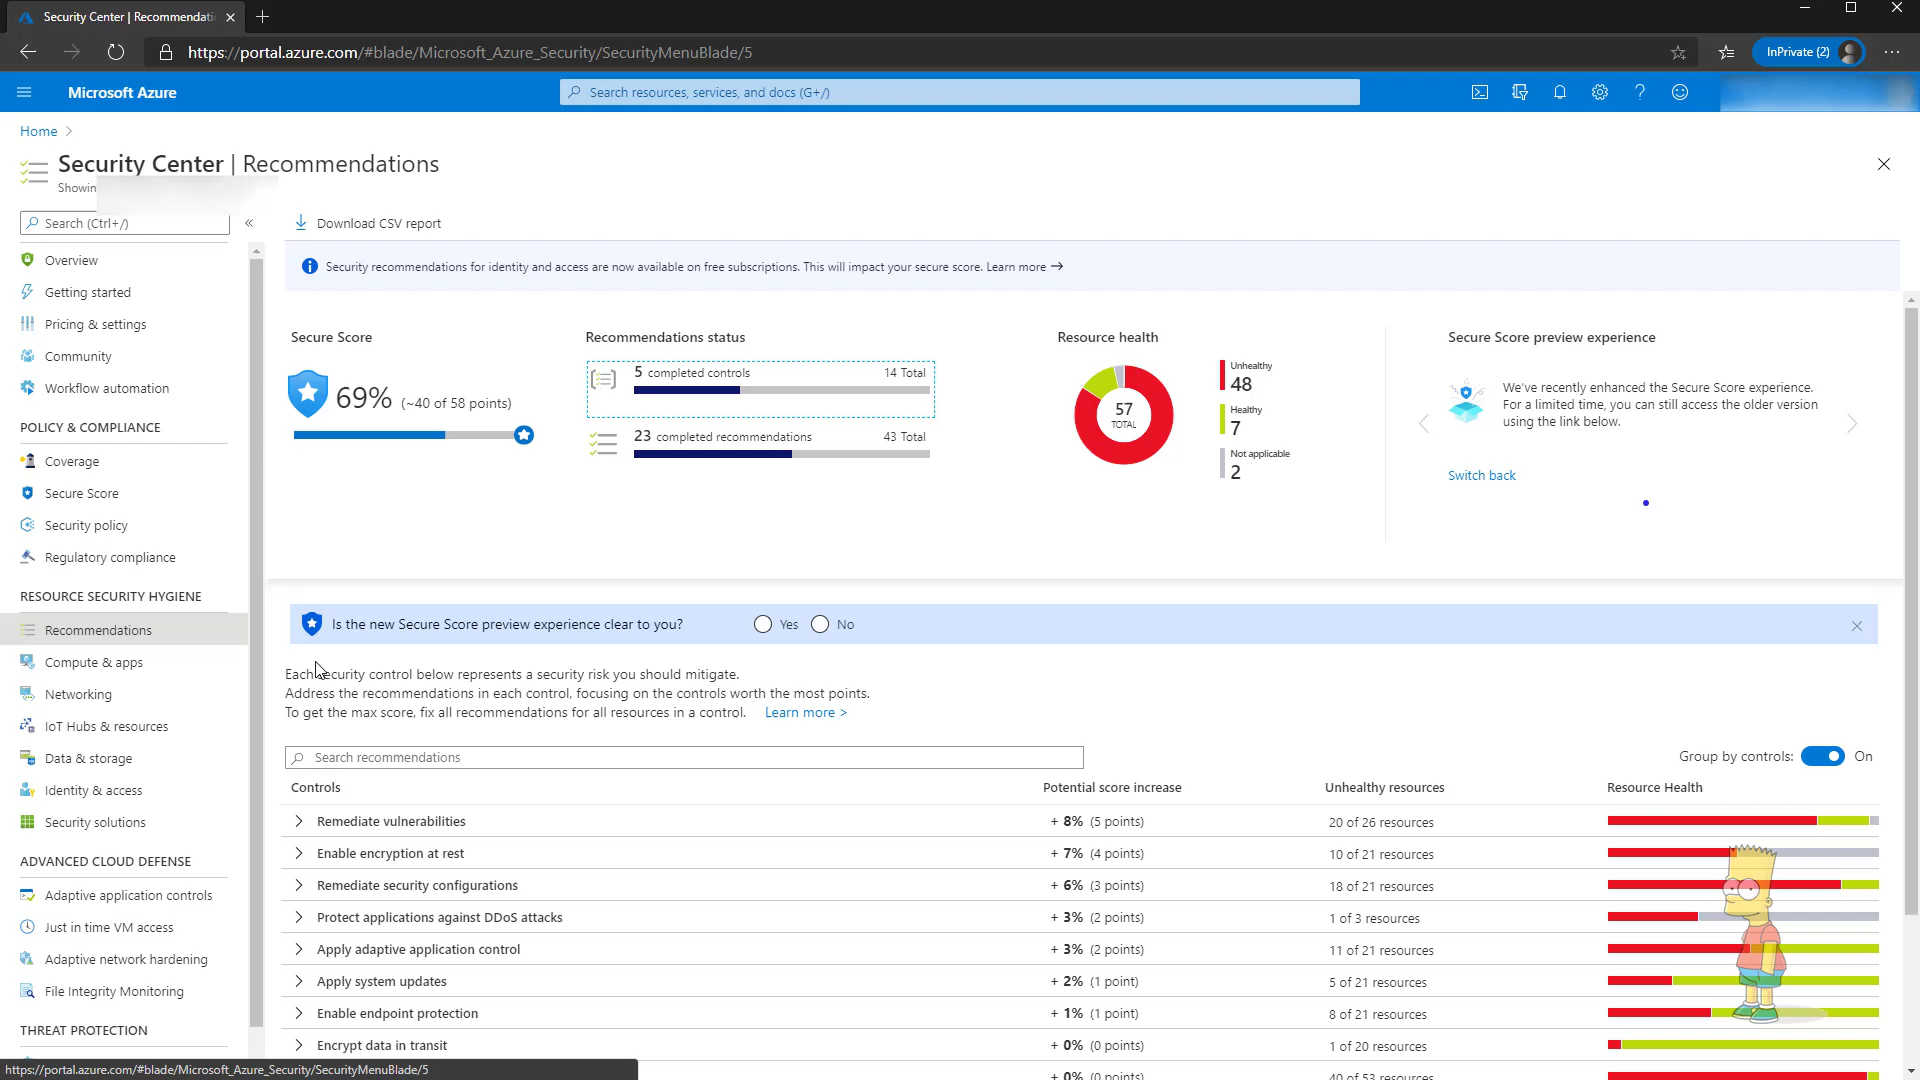 Security Center | Recommendati
https://portal.azure.com/#blade/Microsoft_Azure_Security/SecurityMenuBlade/5
InPrivate (2)
Microsoft Azure
Search resources, services, and docs (G+/)
Home
Security Center | Recommendations
Showin
Search (Ctrl+/)
Overview
Getting started
Pricing & settings
Community
Workflow automation
POLICY & COMPLIANCE
Coverage
Secure Score
Security policy
Regulatory compliance
RESOURCE SECURITY HYGIENE
Recommendations
Compute & apps
Networking
IoT Hubs & resources
Data & storage
Identity & access
Security solutions
ADVANCED CLOUD DEFENSE
Adaptive application controls
Just in time VM access
Adaptive network hardening
File Integrity Monitoring
THREAT PROTECTION
Download CSV report
Security recommendations for identity and access are now available on free subscriptions. This will impact your secure score. Learn more →
Secure Score
69% (~40 of 58 points)
Recommendations status
5 completed controls 14 Total
23 completed recommendations 43 Total
Resource health
57
TOTAL
Unhealthy
48
Healthy
7
Not applicable
2
Secure Score preview experience
We've recently enhanced the Secure Score experience.
For a limited time, you can still access the older version
using the link below.
Switch back
Is the new Secure Score preview experience clear to you? Yes No
Each security control below represents a security risk you should mitigate.
Address the recommendations in each control, focusing on the controls worth the most points.
To get the max score, fix all recommendations for all resources in a control. Learn more >
Search recommendations
Group by controls: On
Controls Potential score increase Unhealthy resources Resource Health
Remediate vulnerabilities + 8% (5 points) 20 of 26 resources
Enable encryption at rest + 7% (4 points) 10 of 21 resources
Remediate security configurations + 6% (3 points) 18 of 21 resources
Protect applications against DDoS attacks + 3% (2 points) 1 of 3 resources
Apply adaptive application control + 3% (2 points) 11 of 21 resources
Apply system updates + 2% (1 point) 5 of 21 resources
Enable endpoint protection + 1% (1 point) 8 of 21 resources
Encrypt data in transit + 0% (0 points) 1 of 20 resources
+ 0% (0 points) 40 of 53 resources
https://portal.azure.com/#blade/Microsoft_Azure_Security/SecurityMenuBlade/5